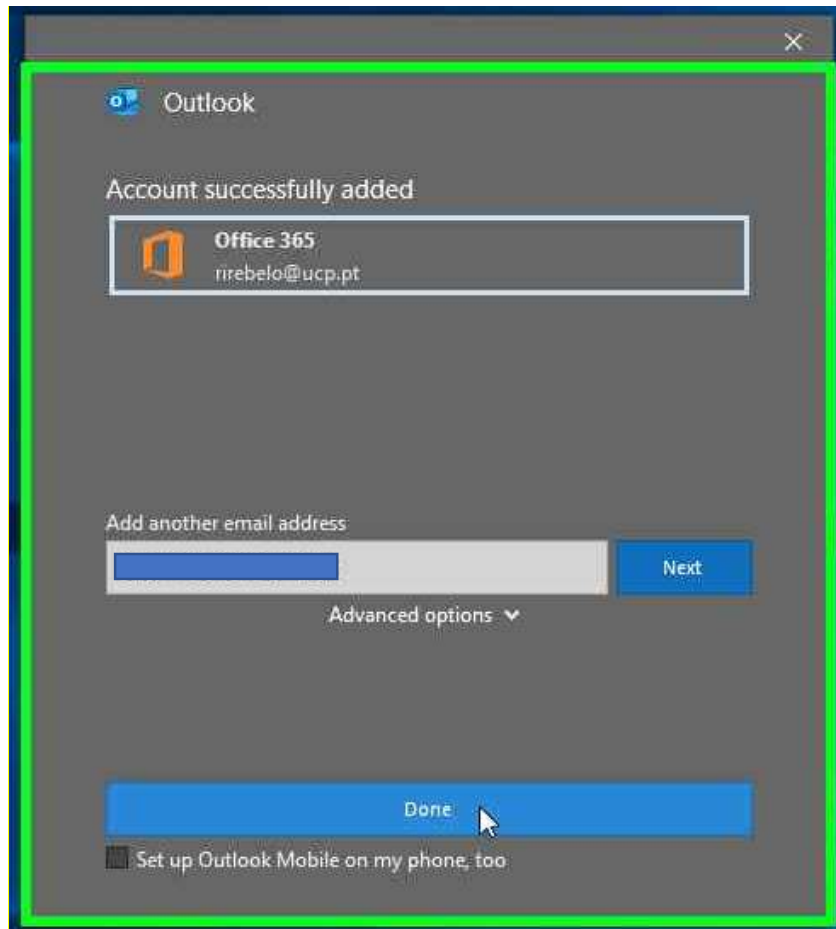 Outlook
Account successfully added
Office 365
rirebelo@ucp.pt
Add another email address
Next
Advanced options
Done
Set up Outlook Mobile on my phone, too